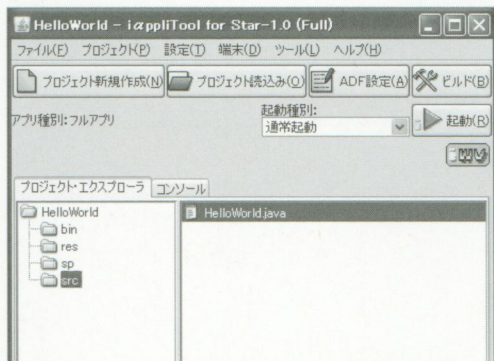 HelloWorld - iαppliTool for Star-1.0 (Full)
ファイル(F) プロジェクト(P) 設定(T) 端末(D) ツール(L) ヘルプ(H)
プロジェクト新規作成(N) プロジェクト読込み(O) ADF設定(A) ビルド(B)
アプリ種別:フルアプリ
起動種別:
通常起動
起動(R)
プロジェクト・エクスプローラ コンソール
HelloWorld
bin
res
sp
src
HelloWorld.java